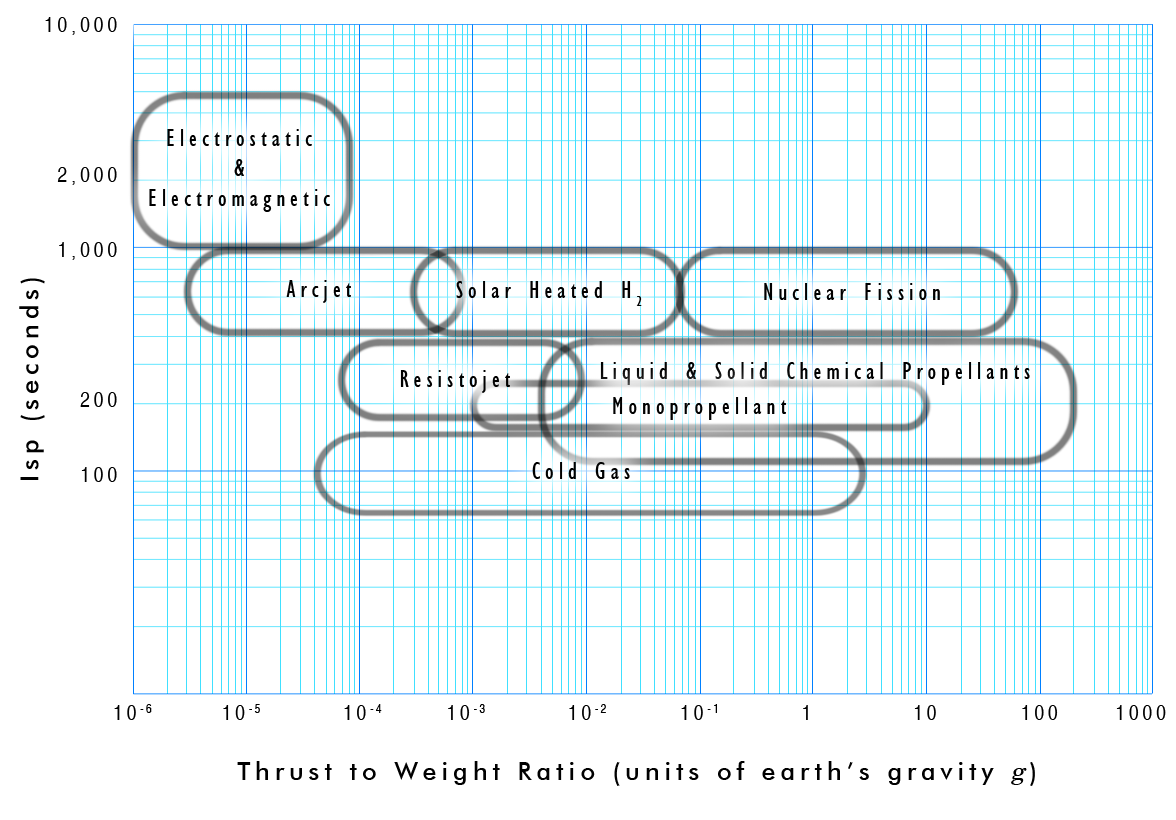 10,000
Electrostatic
&
Electromagnetic
2,000
1,000
Arcjet
Solar Heated H₂
Nuclear Fission
Liquid & Solid Chemical Propellants
Resistojet
200
Monopropellant
Cold Gas
100
Isp (seconds)
10⁻⁶ 10⁻⁵ 10⁻⁴ 10⁻³ 10⁻² 10⁻¹ 1 10 100 1000
Thrust to Weight Ratio (units of earth’s gravity g)